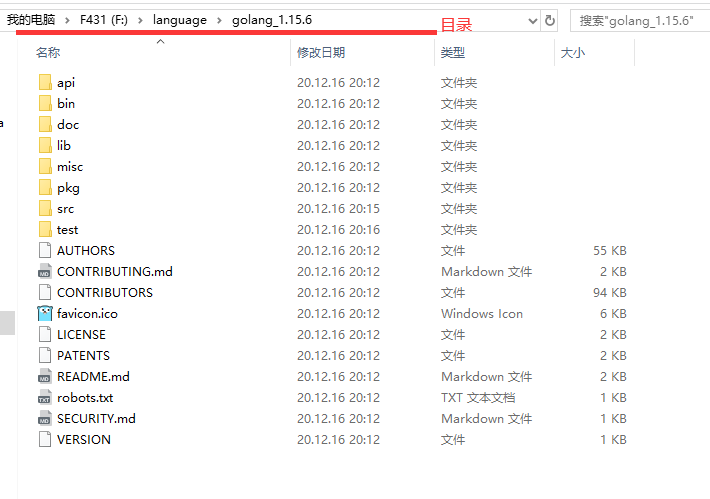 我的电脑 > F431 (F:) > language > golang_1.15.6
目录
搜索"golang_1.15.6"
名称 修改日期 类型 大小
api 20.12.16 20:12 文件夹
bin 20.12.16 20:12 文件夹
doc 20.12.16 20:12 文件夹
lib 20.12.16 20:12 文件夹
misc 20.12.16 20:12 文件夹
pkg 20.12.16 20:12 文件夹
src 20.12.16 20:15 文件夹
test 20.12.16 20:16 文件夹
AUTHORS 20.12.16 20:12 文件 55 KB
CONTRIBUTING.md 20.12.16 20:12 Markdown 文件 2 KB
CONTRIBUTORS 20.12.16 20:12 文件 94 KB
favicon.ico 20.12.16 20:12 Windows Icon 6 KB
LICENSE 20.12.16 20:12 文件 2 KB
PATENTS 20.12.16 20:12 文件 2 KB
README.md 20.12.16 20:12 Markdown 文件 2 KB
robots.txt 20.12.16 20:12 TXT 文本文档 1 KB
SECURITY.md 20.12.16 20:12 Markdown 文件 1 KB
VERSION 20.12.16 20:12 文件 1 KB
a